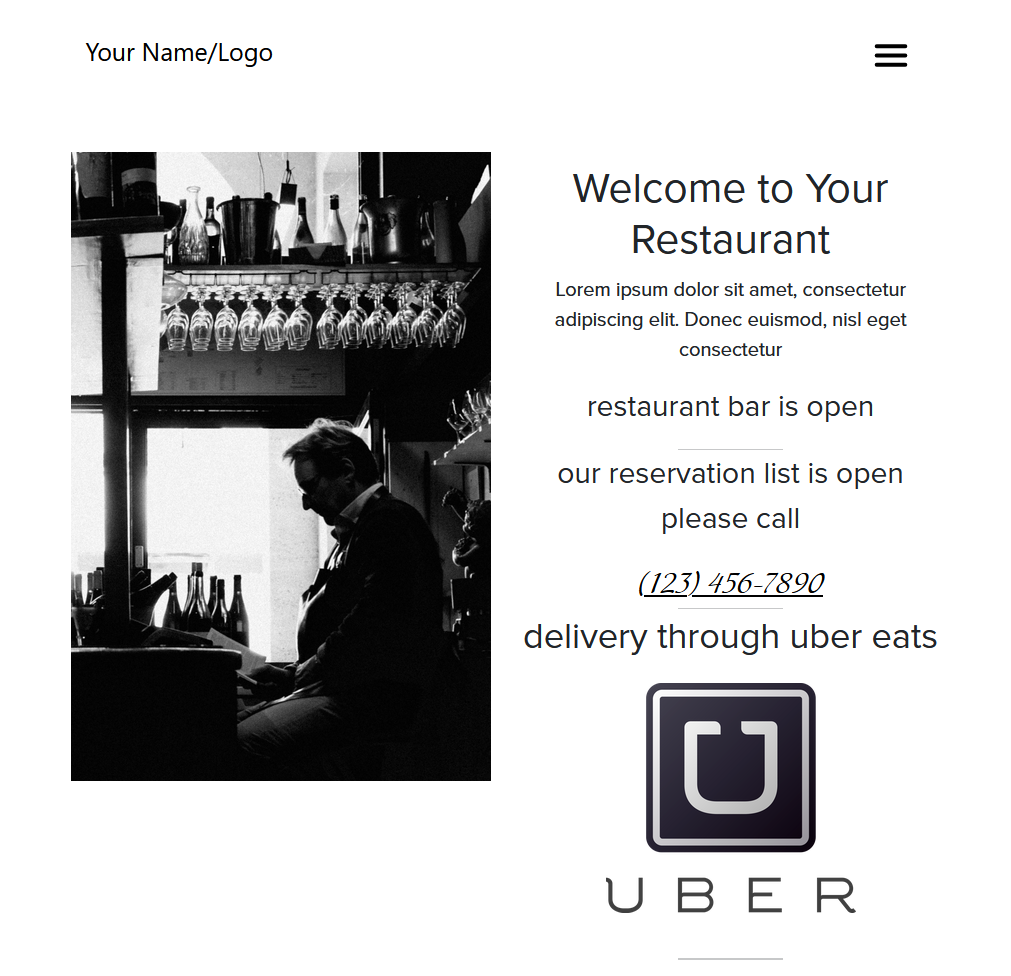 Your Name/Logo
Welcome to Your
Restaurant
Lorem ipsum dolor sit amet, consectetur
adipiscing elit. Donec euismod, nisl eget
consectetur
restaurant bar is open
our reservation list is open
please call
(123) 456-7890
delivery through uber eats
U
UBER